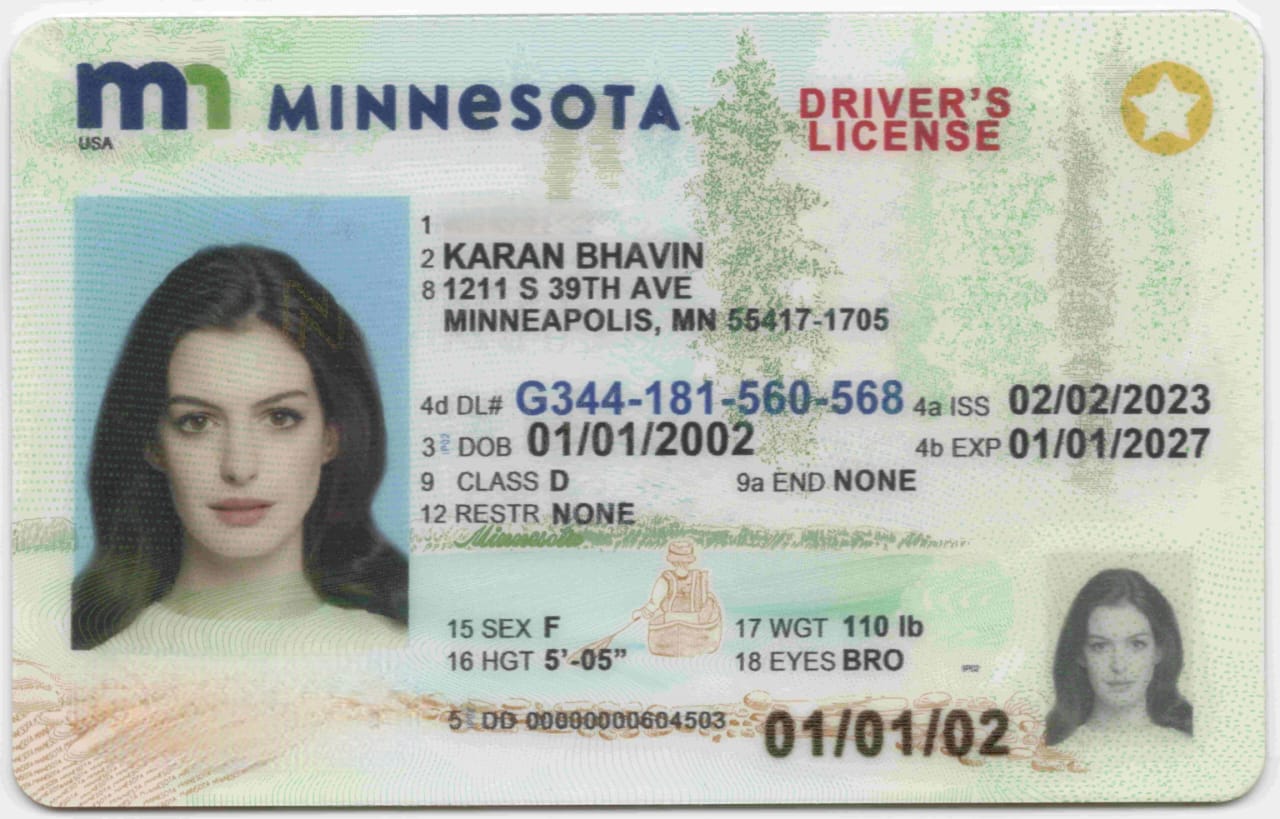 mn
USA
MINNESOTA
DRIVER'S
LICENSE
1
2 KARAN BHAVIN
8 1211 S 39TH AVE
MINNEAPOLIS, MN 55417-1705
4d DL# G344-181-560-568 4a ISS 02/02/2023
3 DOB 01/01/2002 4b EXP 01/01/2027
9 CLASS D 9a END NONE
12 RESTR NONE
Minnesota
15 SEX F 17 WGT 110 lb
16 HGT 5'-05” 18 EYES BRO
5 DD 00000000604503
01/01/02